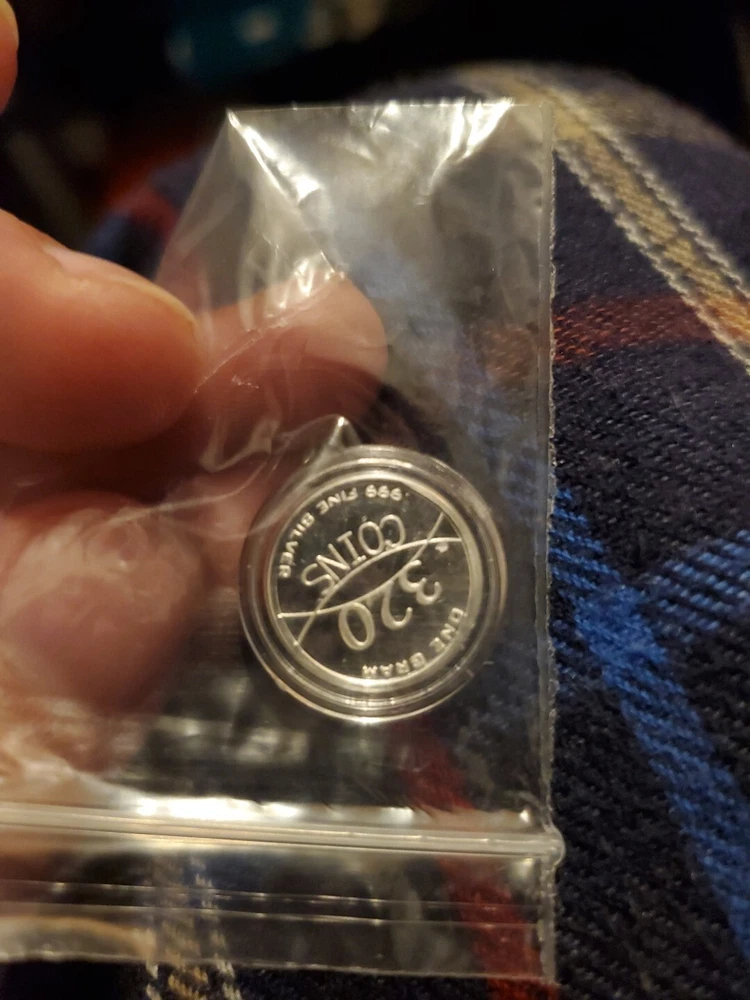 ONE GRAM
320
COINS
.999 FINE SILVER